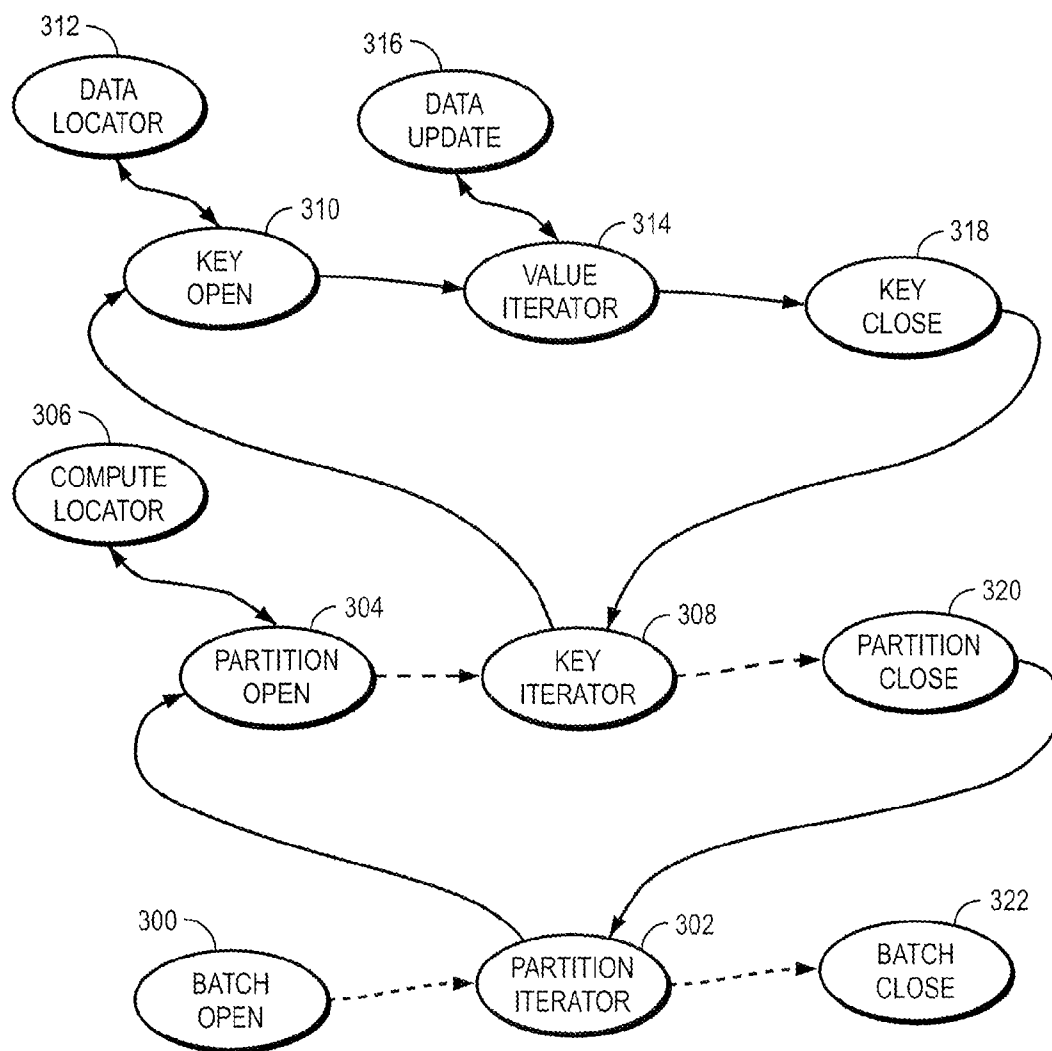 312
DATA
LOCATOR
316
DATA
UPDATE
310
KEY
OPEN
314
VALUE
ITERATOR
318
KEY
CLOSE
306
COMPUTE
LOCATOR
304
PARTITION
OPEN
308
KEY
ITERATOR
320
PARTITION
CLOSE
300
BATCH
OPEN
302
PARTITION
ITERATOR
322
BATCH
CLOSE